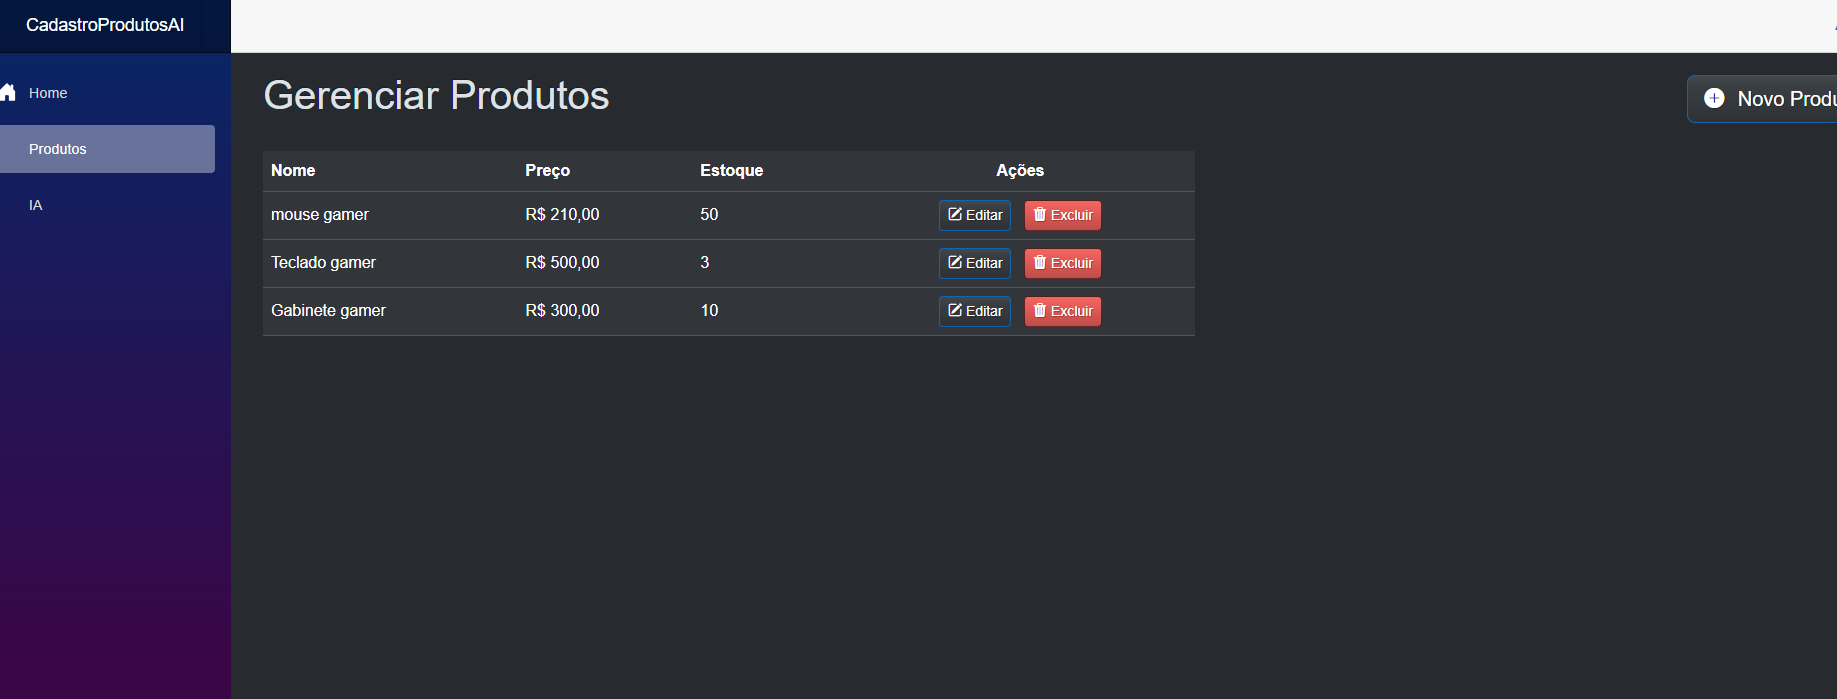 CadastroProdutosAI
Home
Produtos
IA
Gerenciar Produtos
Novo
Nome Preço Estoque Ações
mouse gamer R$ 210,00 50 Editar Excluir
Teclado gamer R$ 500,00 3 Editar Excluir
Gabinete gamer R$ 300,00 10 Editar Excluir